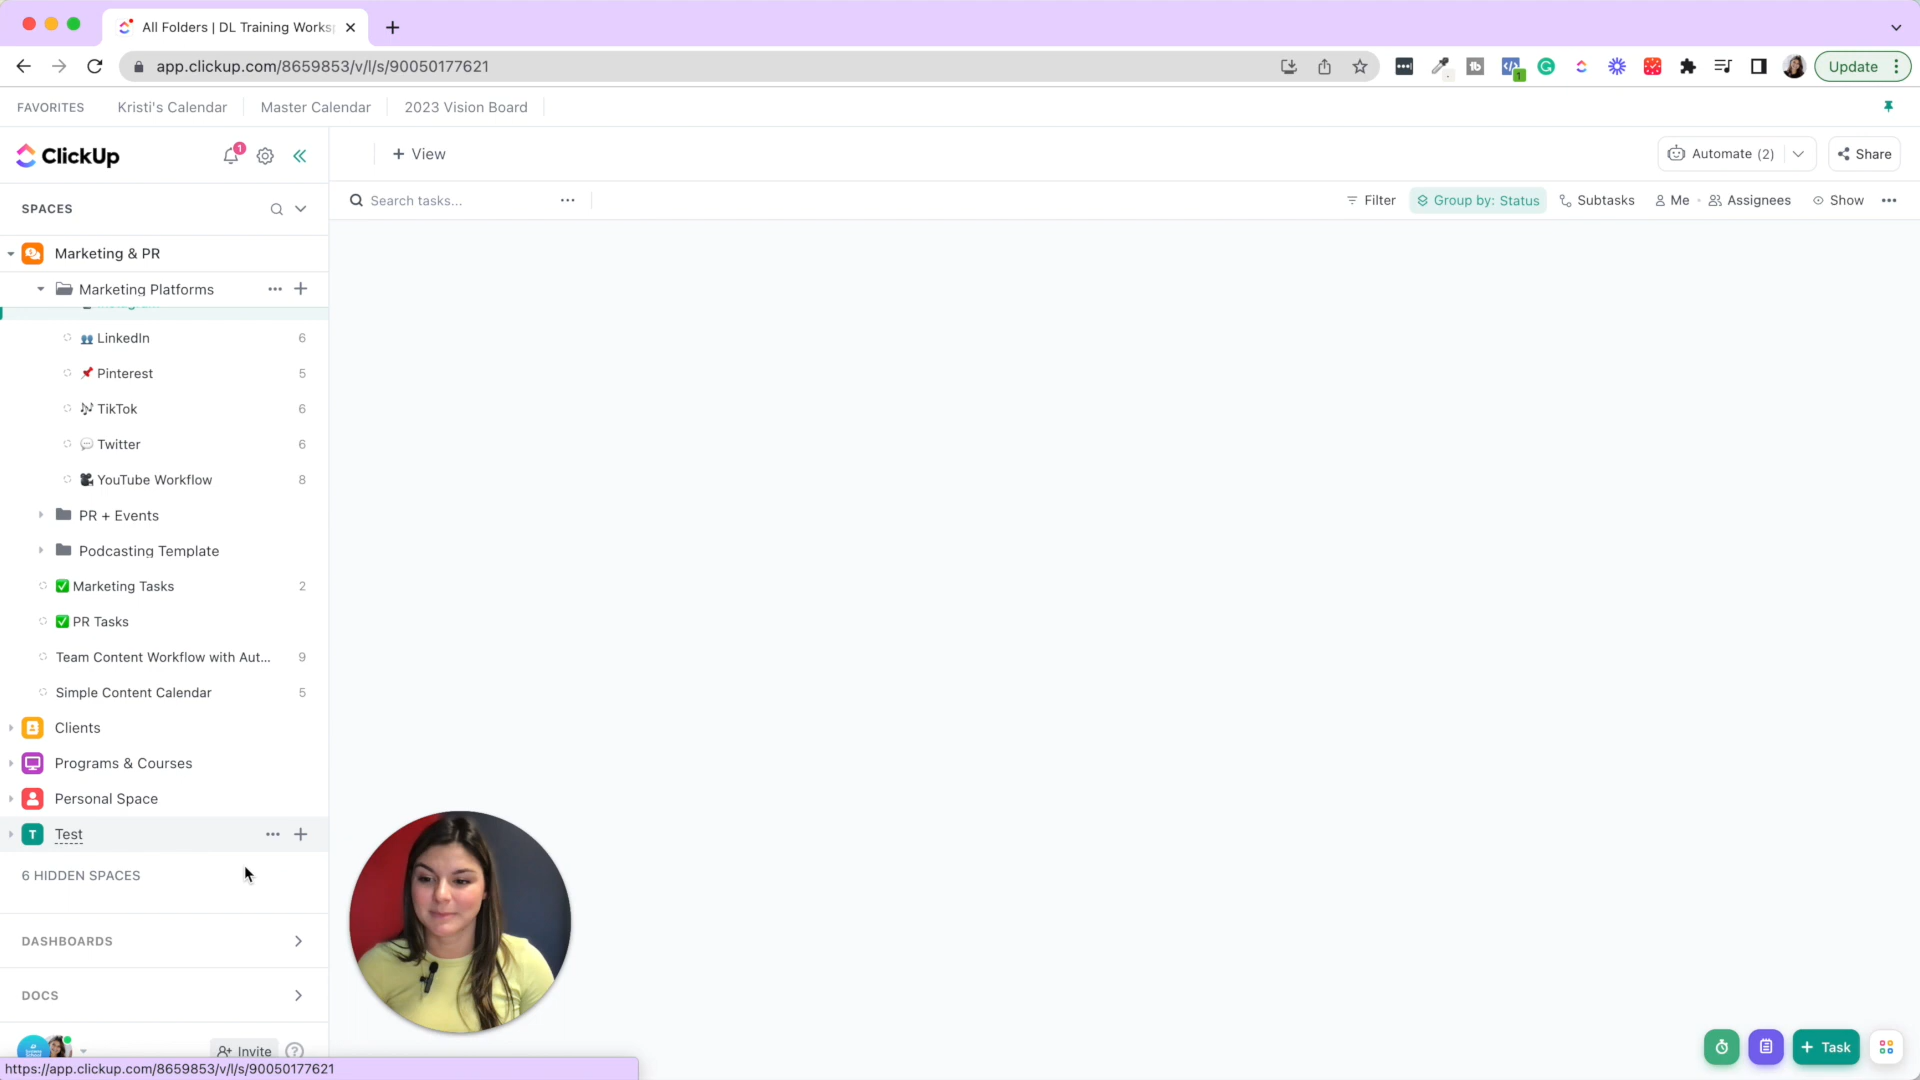 All Folders | DL Training Works
app.clickup.com/8659853/v/l/s/90050177621
1
Update
FAVORITES
Kristi's Calendar
Master Calendar
2023 Vision Board
ClickUp
1
+ View
Automate (2)
Share
SPACES
Search tasks...
Filter
Group by: Status
Subtasks
Me
Assignees
Show
Marketing & PR
Marketing Platforms
LinkedIn 6
Pinterest 5
TikTok 6
Twitter 6
YouTube Workflow 8
PR + Events
Podcasting Template
Marketing Tasks 2
PR Tasks
Team Content Workflow with Aut... 9
Simple Content Calendar 5
Clients
Programs & Courses
Personal Space
T Test
6 HIDDEN SPACES
DASHBOARDS
DOCS
Invite
+ Task
https://app.clickup.com/8659853/v/l/s/90050177621